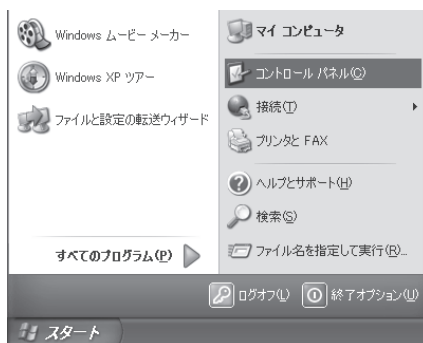 Windows ムービー メーカー
Windows XP ツアー
ファイルと設定の転送ウィザード
すべてのプログラム(P)
マイ コンピュータ
コントロール パネル(C)
接続(T)
プリンタと FAX
ヘルプとサポート(H)
検索(S)
ファイル名を指定して実行(R)...
ログオフ(L)
終了オプション(U)
スタート